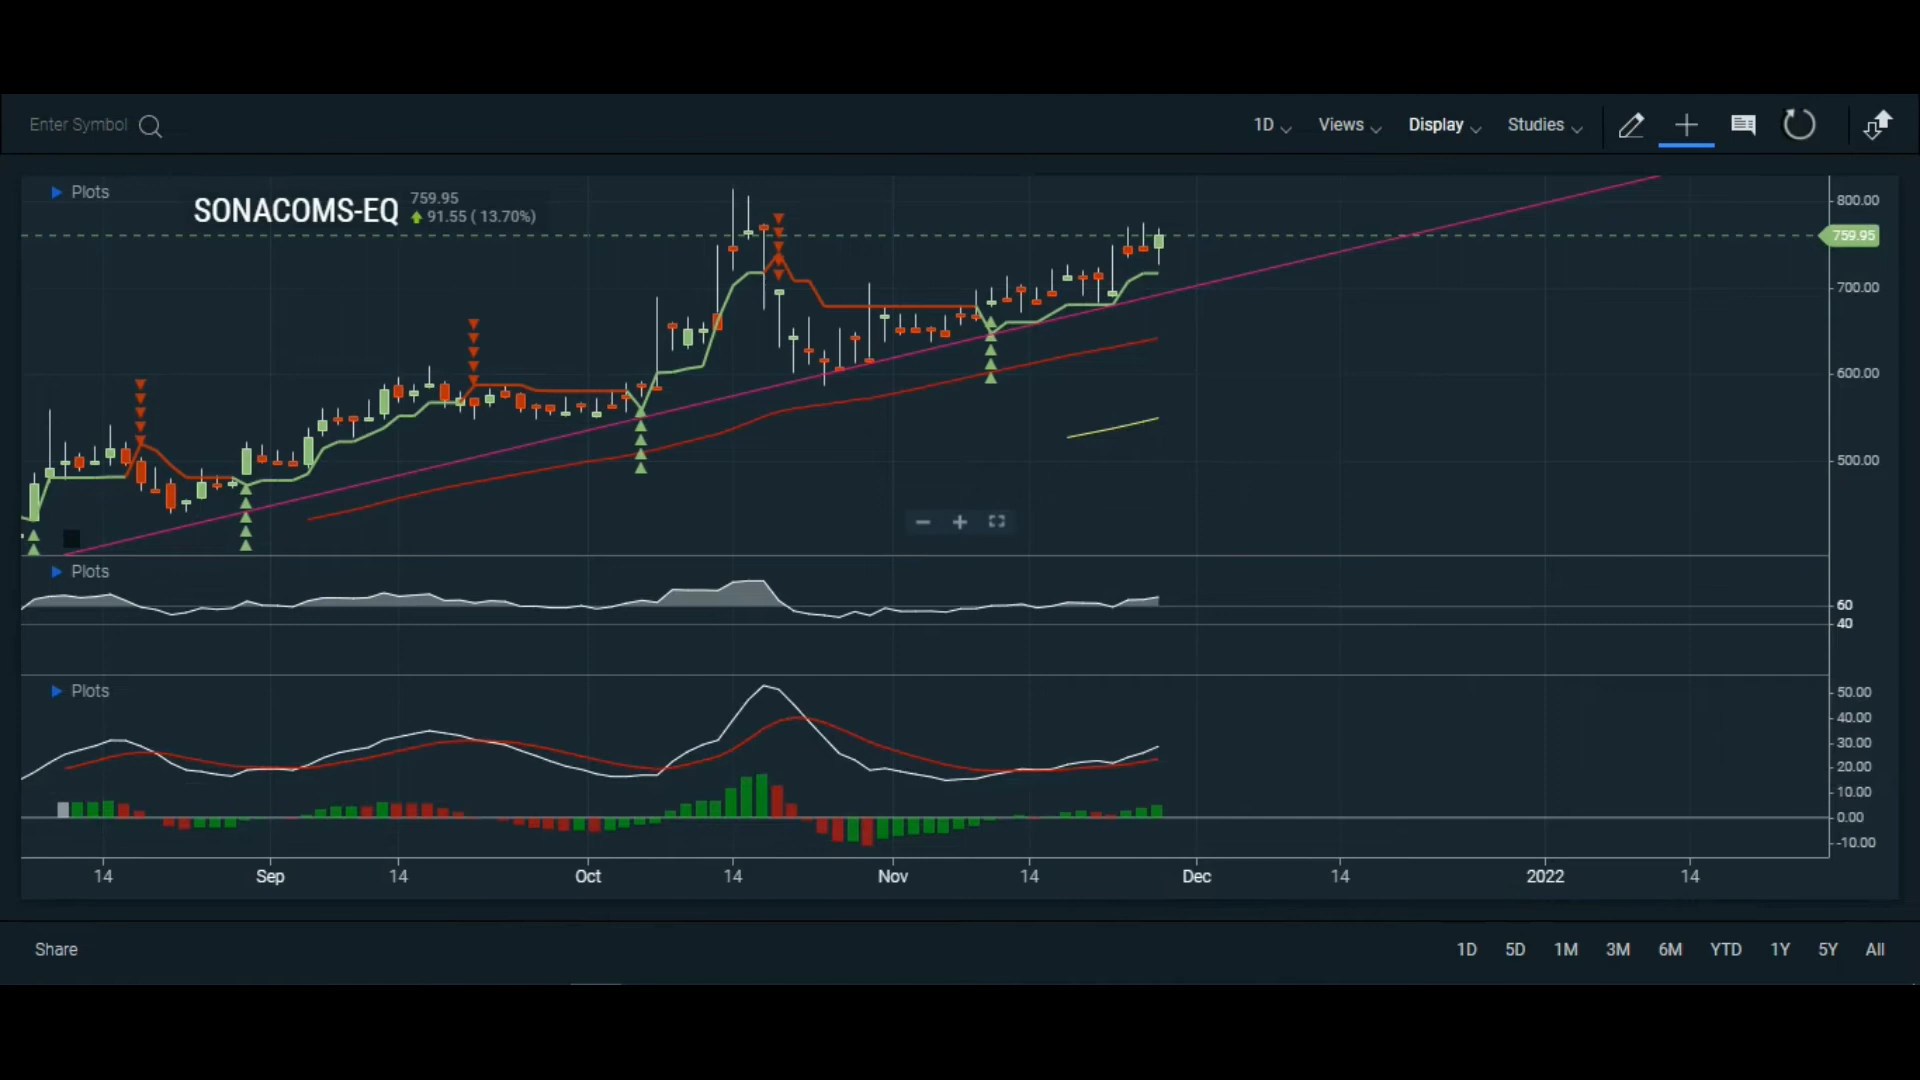 Enter Symbol
1D Views Display Studies
Plots
SONACOMS-EQ
759.95
91.55 ( 13.70%)
800.00
759.95
700.00
600.00
500.00
Plots
60
40
Plots
50.00
40.00
30.00
20.00
10.00
0.00
-10.00
14 Sep 14 Oct 14 Nov 14 Dec 14 2022 14
Share
1D 5D 1M 3M 6M YTD 1Y 5Y All